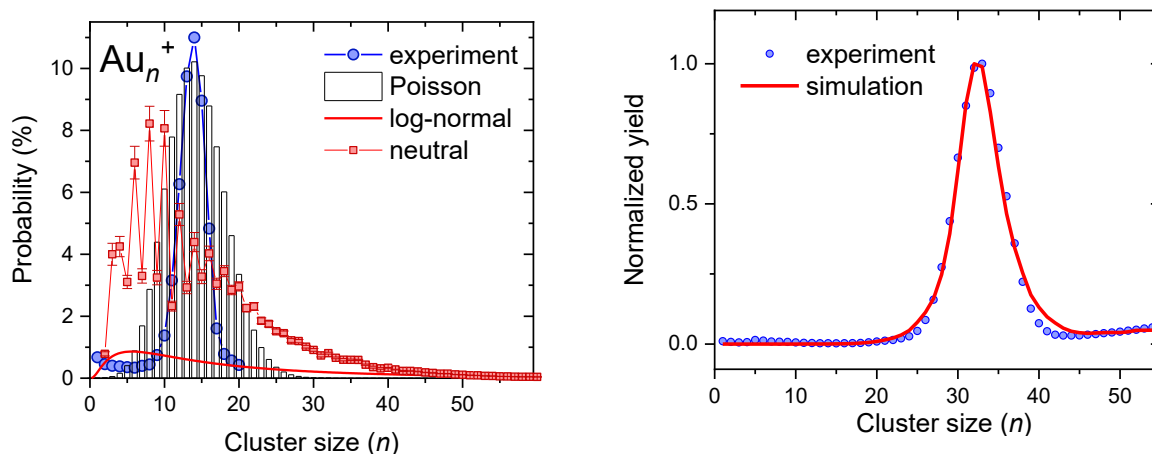 Auₙ⁺
experiment
Poisson
log-normal
neutral
Probability (%)
10
8
6
4
2
0
0 10 20 30 40 50
Cluster size (n)
experiment
simulation
Normalized yield
1.0
0.5
0.0
0 10 20 30 40 50
Cluster size (n)